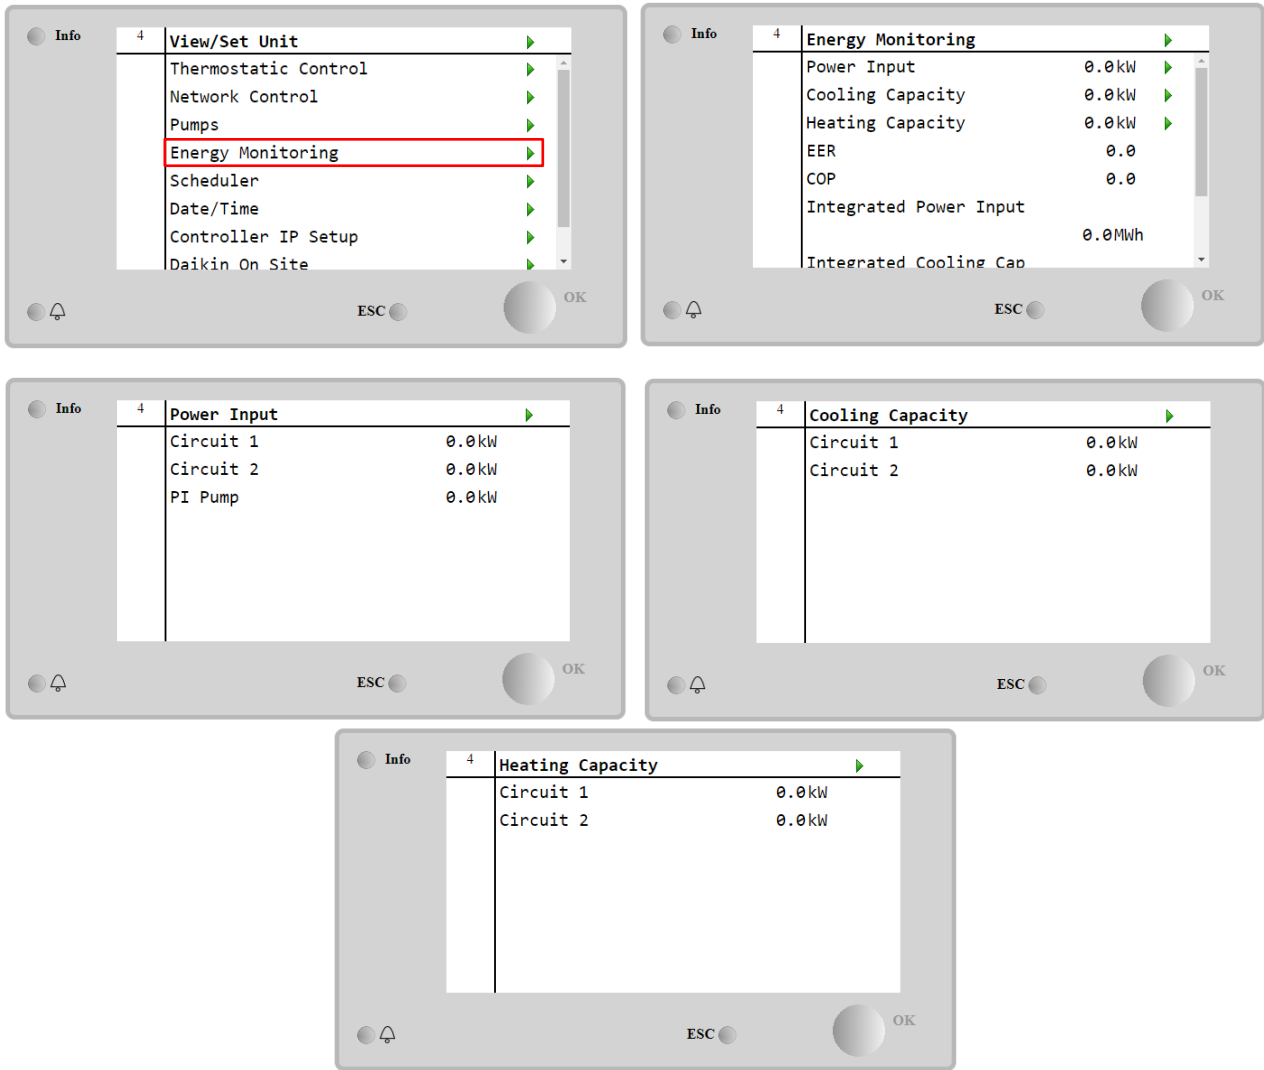 Info
4 View/Set Unit
Thermostatic Control
Network Control
Pumps
Energy Monitoring
Scheduler
Date/Time
Controller IP Setup
Daikin On Site
ESC
OK
Info
4 Energy Monitoring
Power Input 0.0kW
Cooling Capacity 0.0kW
Heating Capacity 0.0kW
EER 0.0
COP 0.0
Integrated Power Input
0.0MWh
Integrated Cooling Cap
ESC
OK
Info
4 Power Input
Circuit 1 0.0kW
Circuit 2 0.0kW
PI Pump 0.0kW
ESC
OK
Info
4 Cooling Capacity
Circuit 1 0.0kW
Circuit 2 0.0kW
ESC
OK
Info
4 Heating Capacity
Circuit 1 0.0kW
Circuit 2 0.0kW
ESC
OK